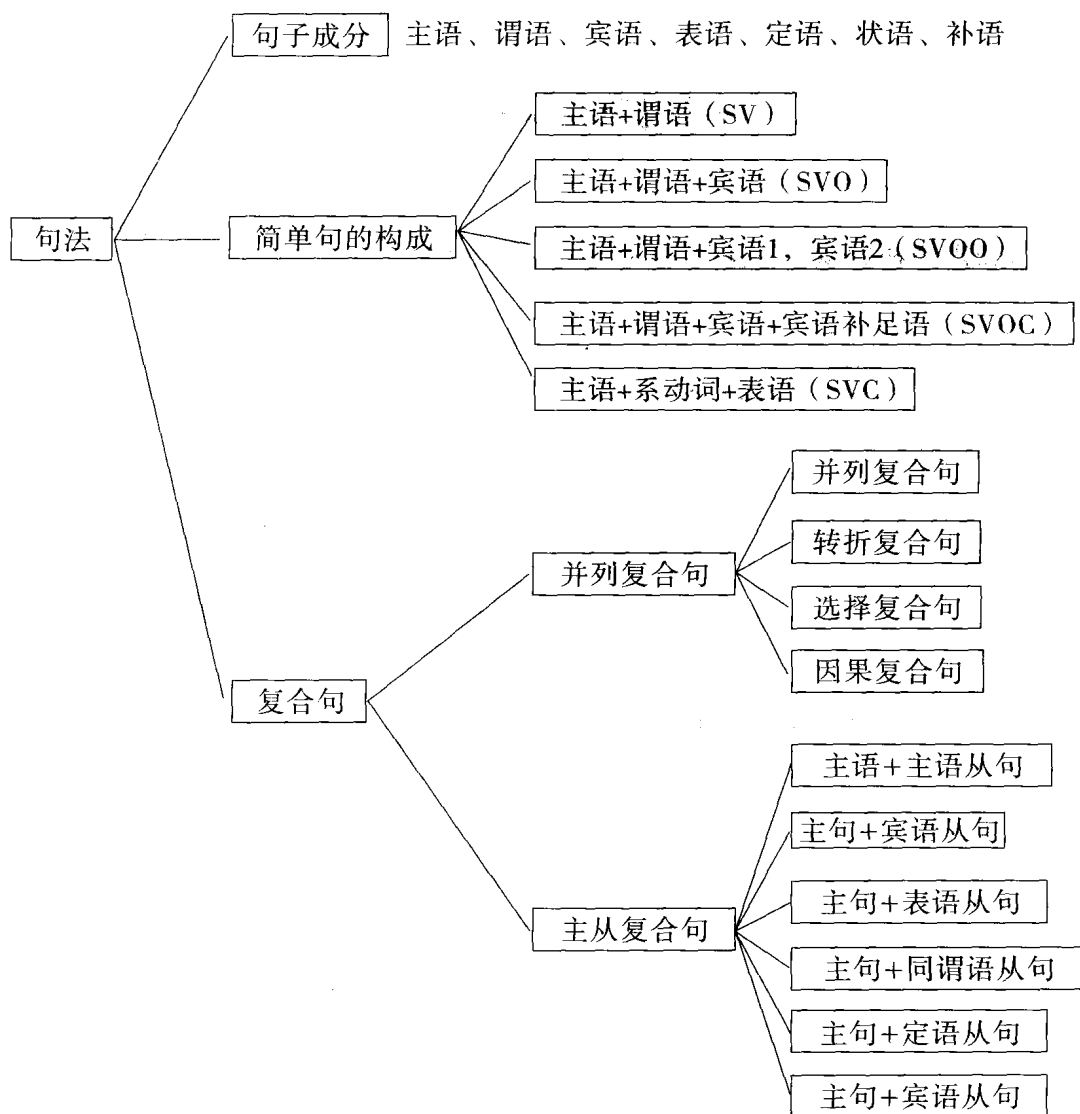 句子成分 主语、谓语、宾语、表语、定语、状语、补语
主语+谓语（SV）
主语+谓语+宾语（SVO）
句法
简单句的构成
主语+谓语+宾语1，宾语2（SVOO）
主语+谓语+宾语+宾语补足语（SVOC）
主语+系动词+表语（SVC）
并列复合句
转折复合句
并列复合句
选择复合句
因果复合句
复合句
主语+主语从句
主句+宾语从句
主句+表语从句
主从复合句
主句+同谓语从句
主句+定语从句
主句+宾语从句